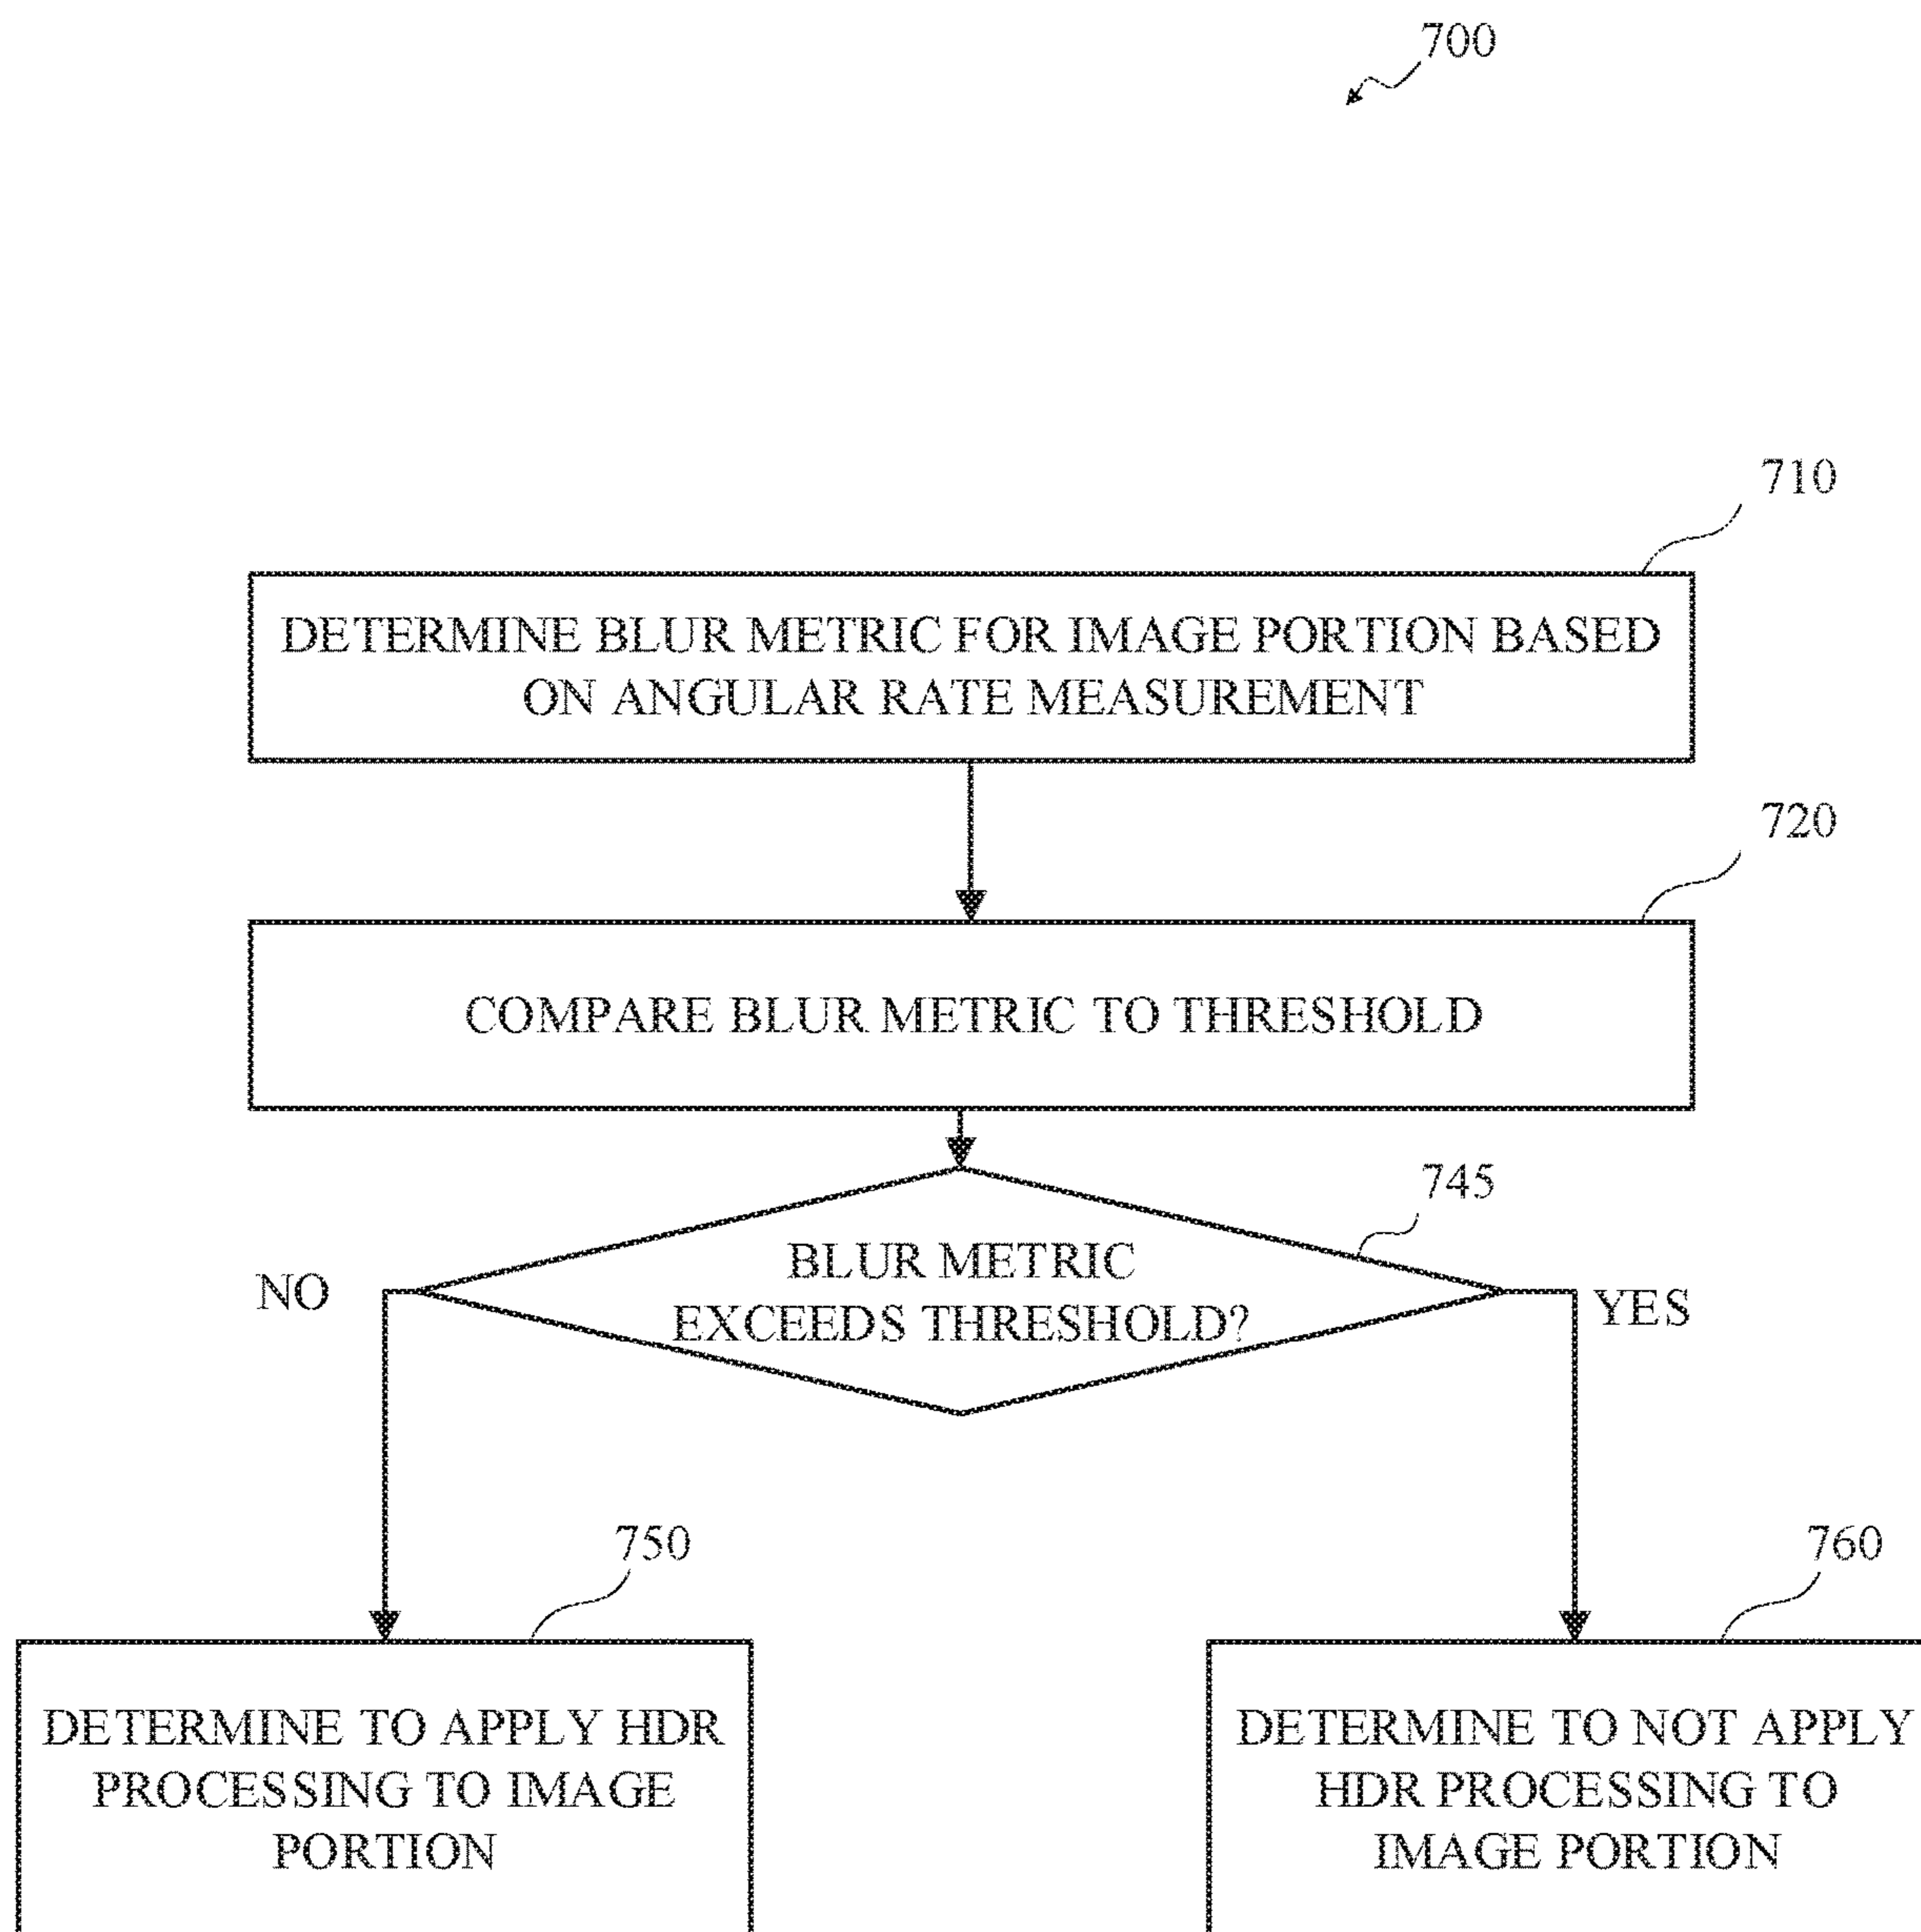 700
710
DETERMINE BLUR METRIC FOR IMAGE PORTION BASED
ON ANGULAR RATE MEASUREMENT
720
COMPARE BLUR METRIC TO THRESHOLD
745
BLUR METRIC
EXCEEDS THRESHOLD?
NO
YES
750
DETERMINE TO APPLY HDR
PROCESSING TO IMAGE
PORTION
760
DETERMINE TO NOT APPLY
HDR PROCESSING TO
IMAGE PORTION